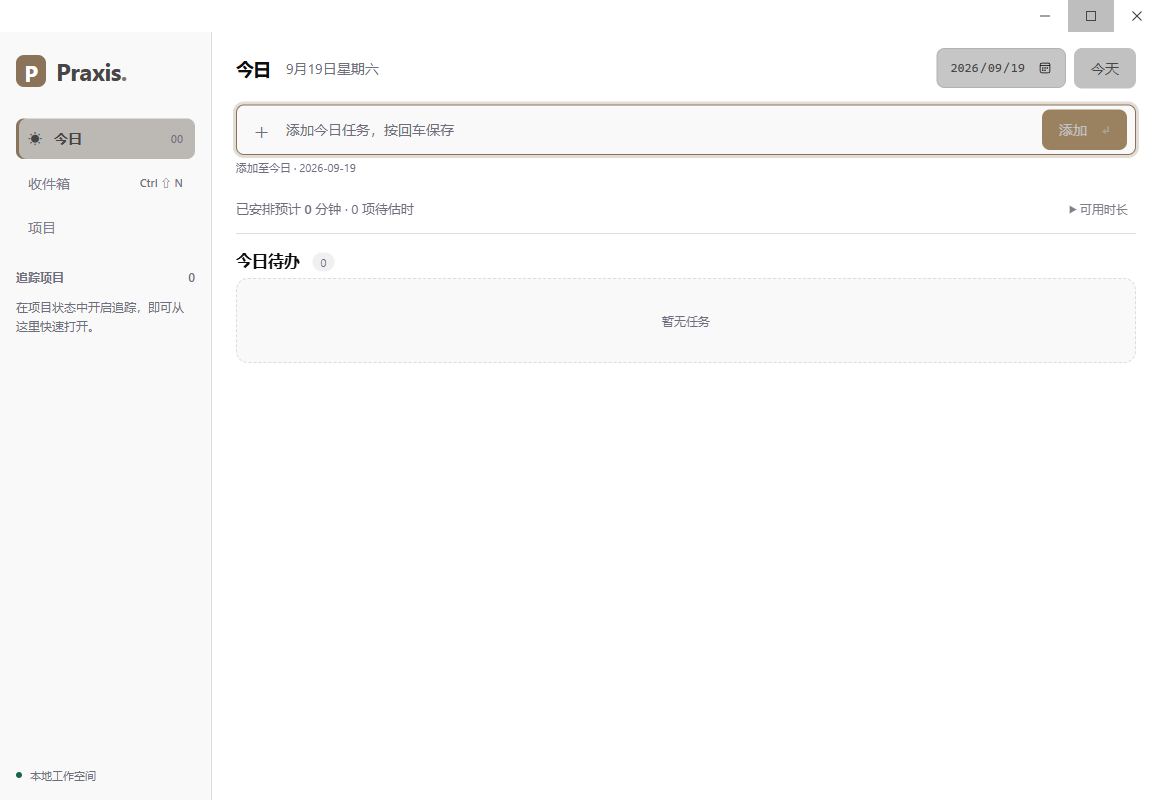 P Praxis.
今日 00
收件箱 Ctrl ⇧ N
项目
追踪项目 0
在项目状态中开启追踪，即可从
这里快速打开。
本地工作空间
今日 9月19日星期六 2026/09/19 今天
＋ 添加今日任务，按回车保存 添加 ↵
添加至今日 · 2026-09-19
已安排预计 0 分钟 · 0 项待估时 ▶ 可用时长
今日待办 0
暂无任务